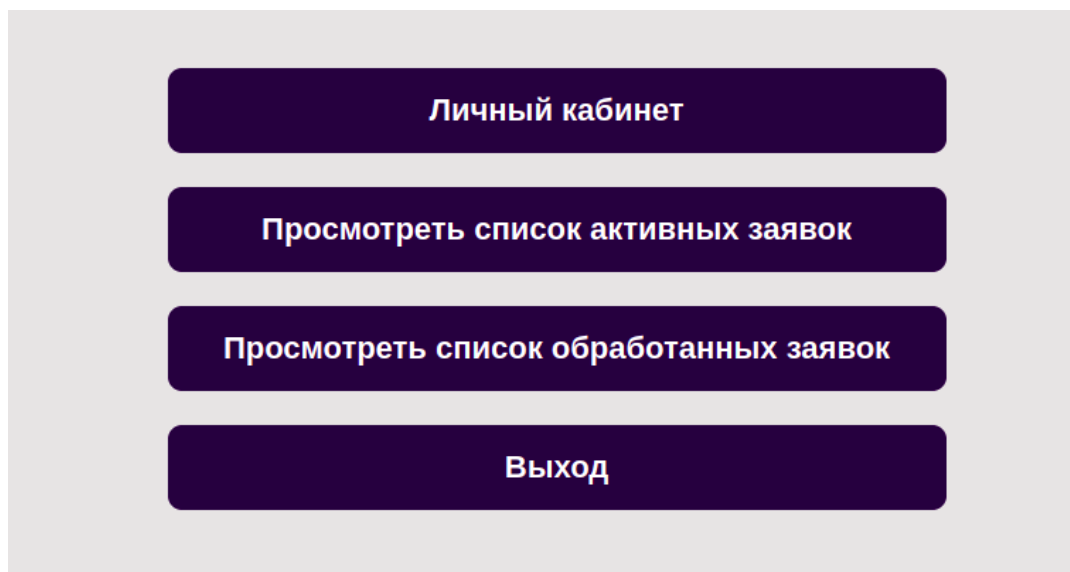 Личный кабинет
Просмотреть список активных заявок
Просмотреть список обработанных заявок
Выход